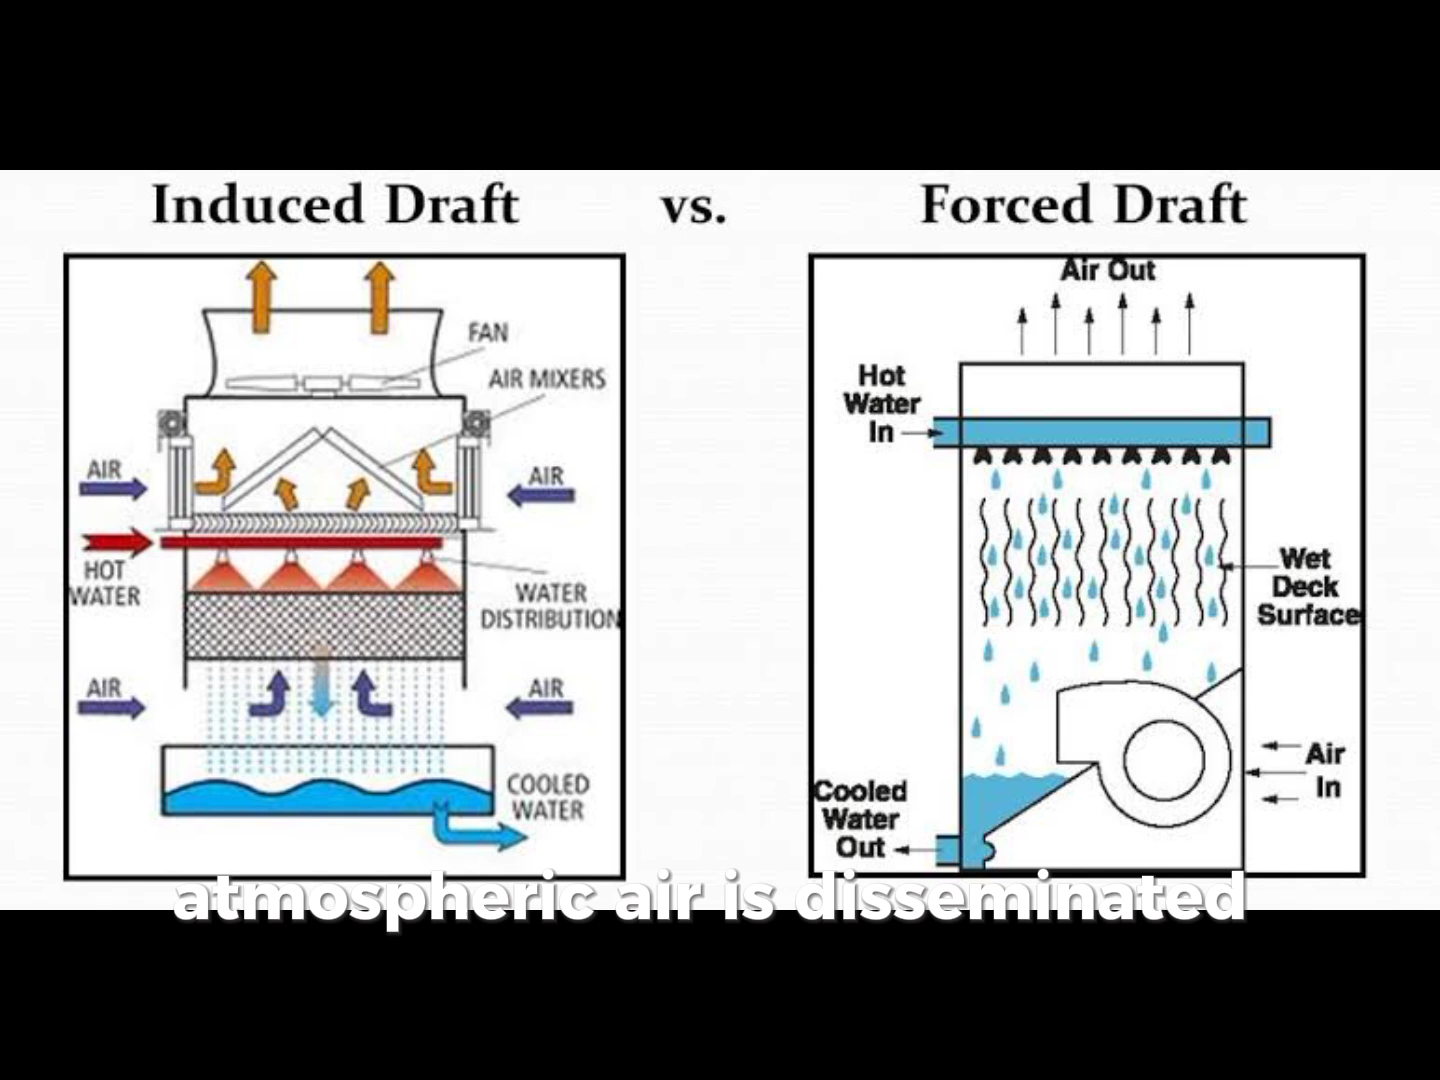 Induced Draft vs. Forced Draft
FAN
AIR MIXERS
AIR
AIR
HOT
WATER
WATER
DISTRIBUTION
AIR
AIR
COOLED
WATER
Air Out
Hot
Water
In
Wet
Deck
Surface
Air
In
Cooled
Water
Out
atmospheric air is disseminated